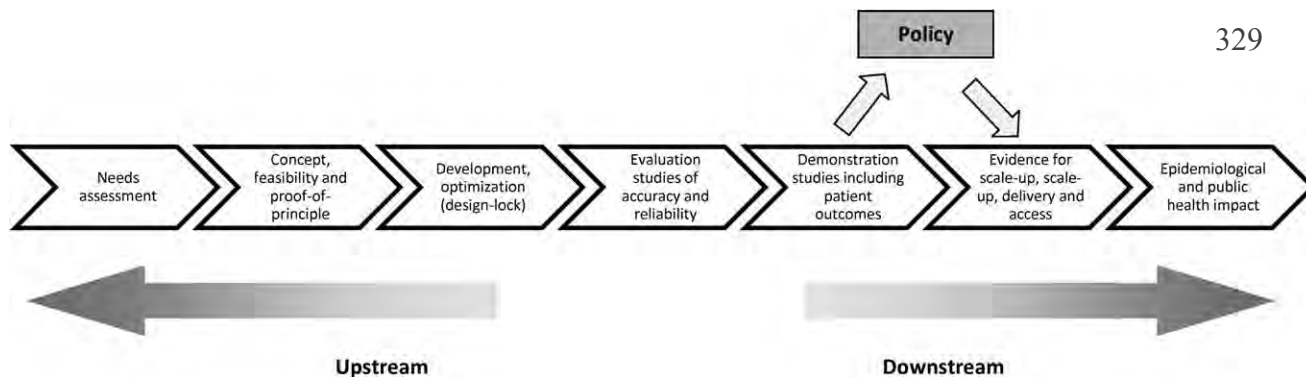 329
Policy
Needs
assessment
Concept,
feasibility and
proof-of-
principle
Development,
optimization
(design-lock)
Evaluation
studies of
accuracy and
reliability
Demonstration
studies including
patient
outcomes
Evidence for
scale-up, scale-
up, delivery and
access
Epidemiological
and public
health impact
Upstream
Downstream